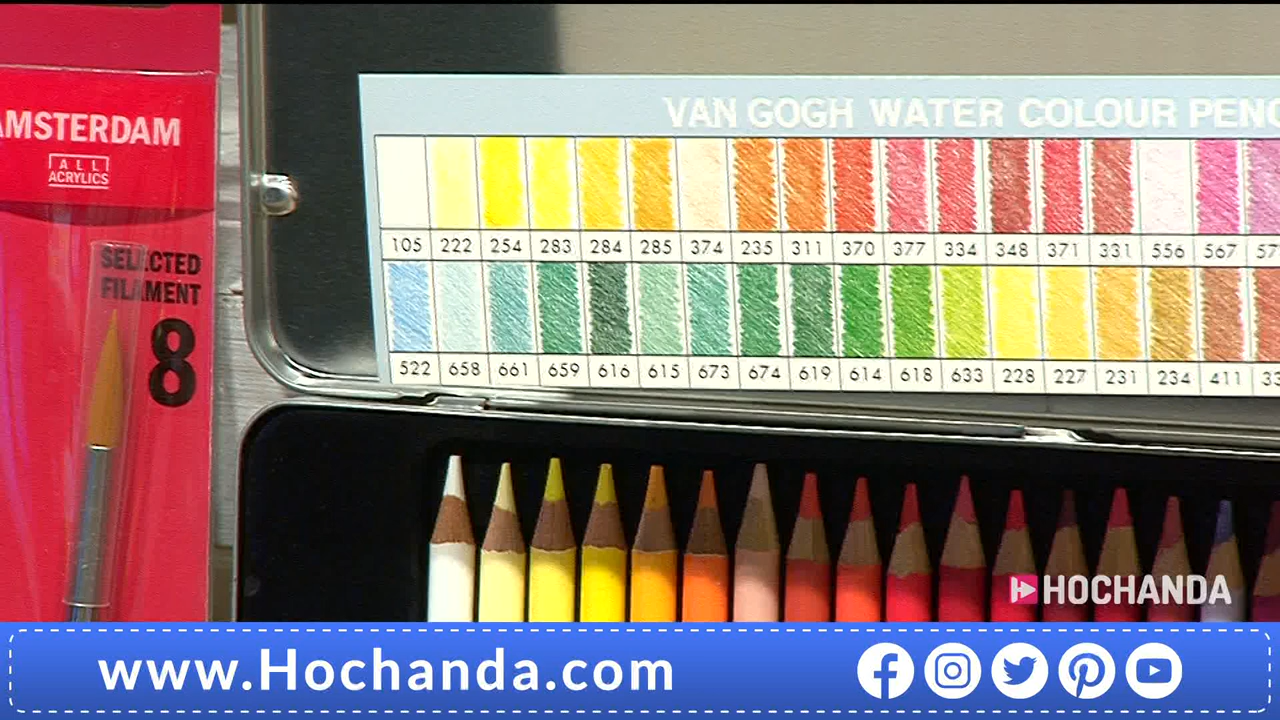 AMSTERDAM
ALL
ACRYLICS
SELECTED
FILAMENT
8
VAN GOGH WATER COLOUR PENC
105 222 254 283 284 285 374 235 311 370 377 334 348 371 331 556 567 57
522 658 661 659 616 615 673 674 619 614 618 633 228 227 231 234 411 33
HOCHANDA
www.Hochanda.com